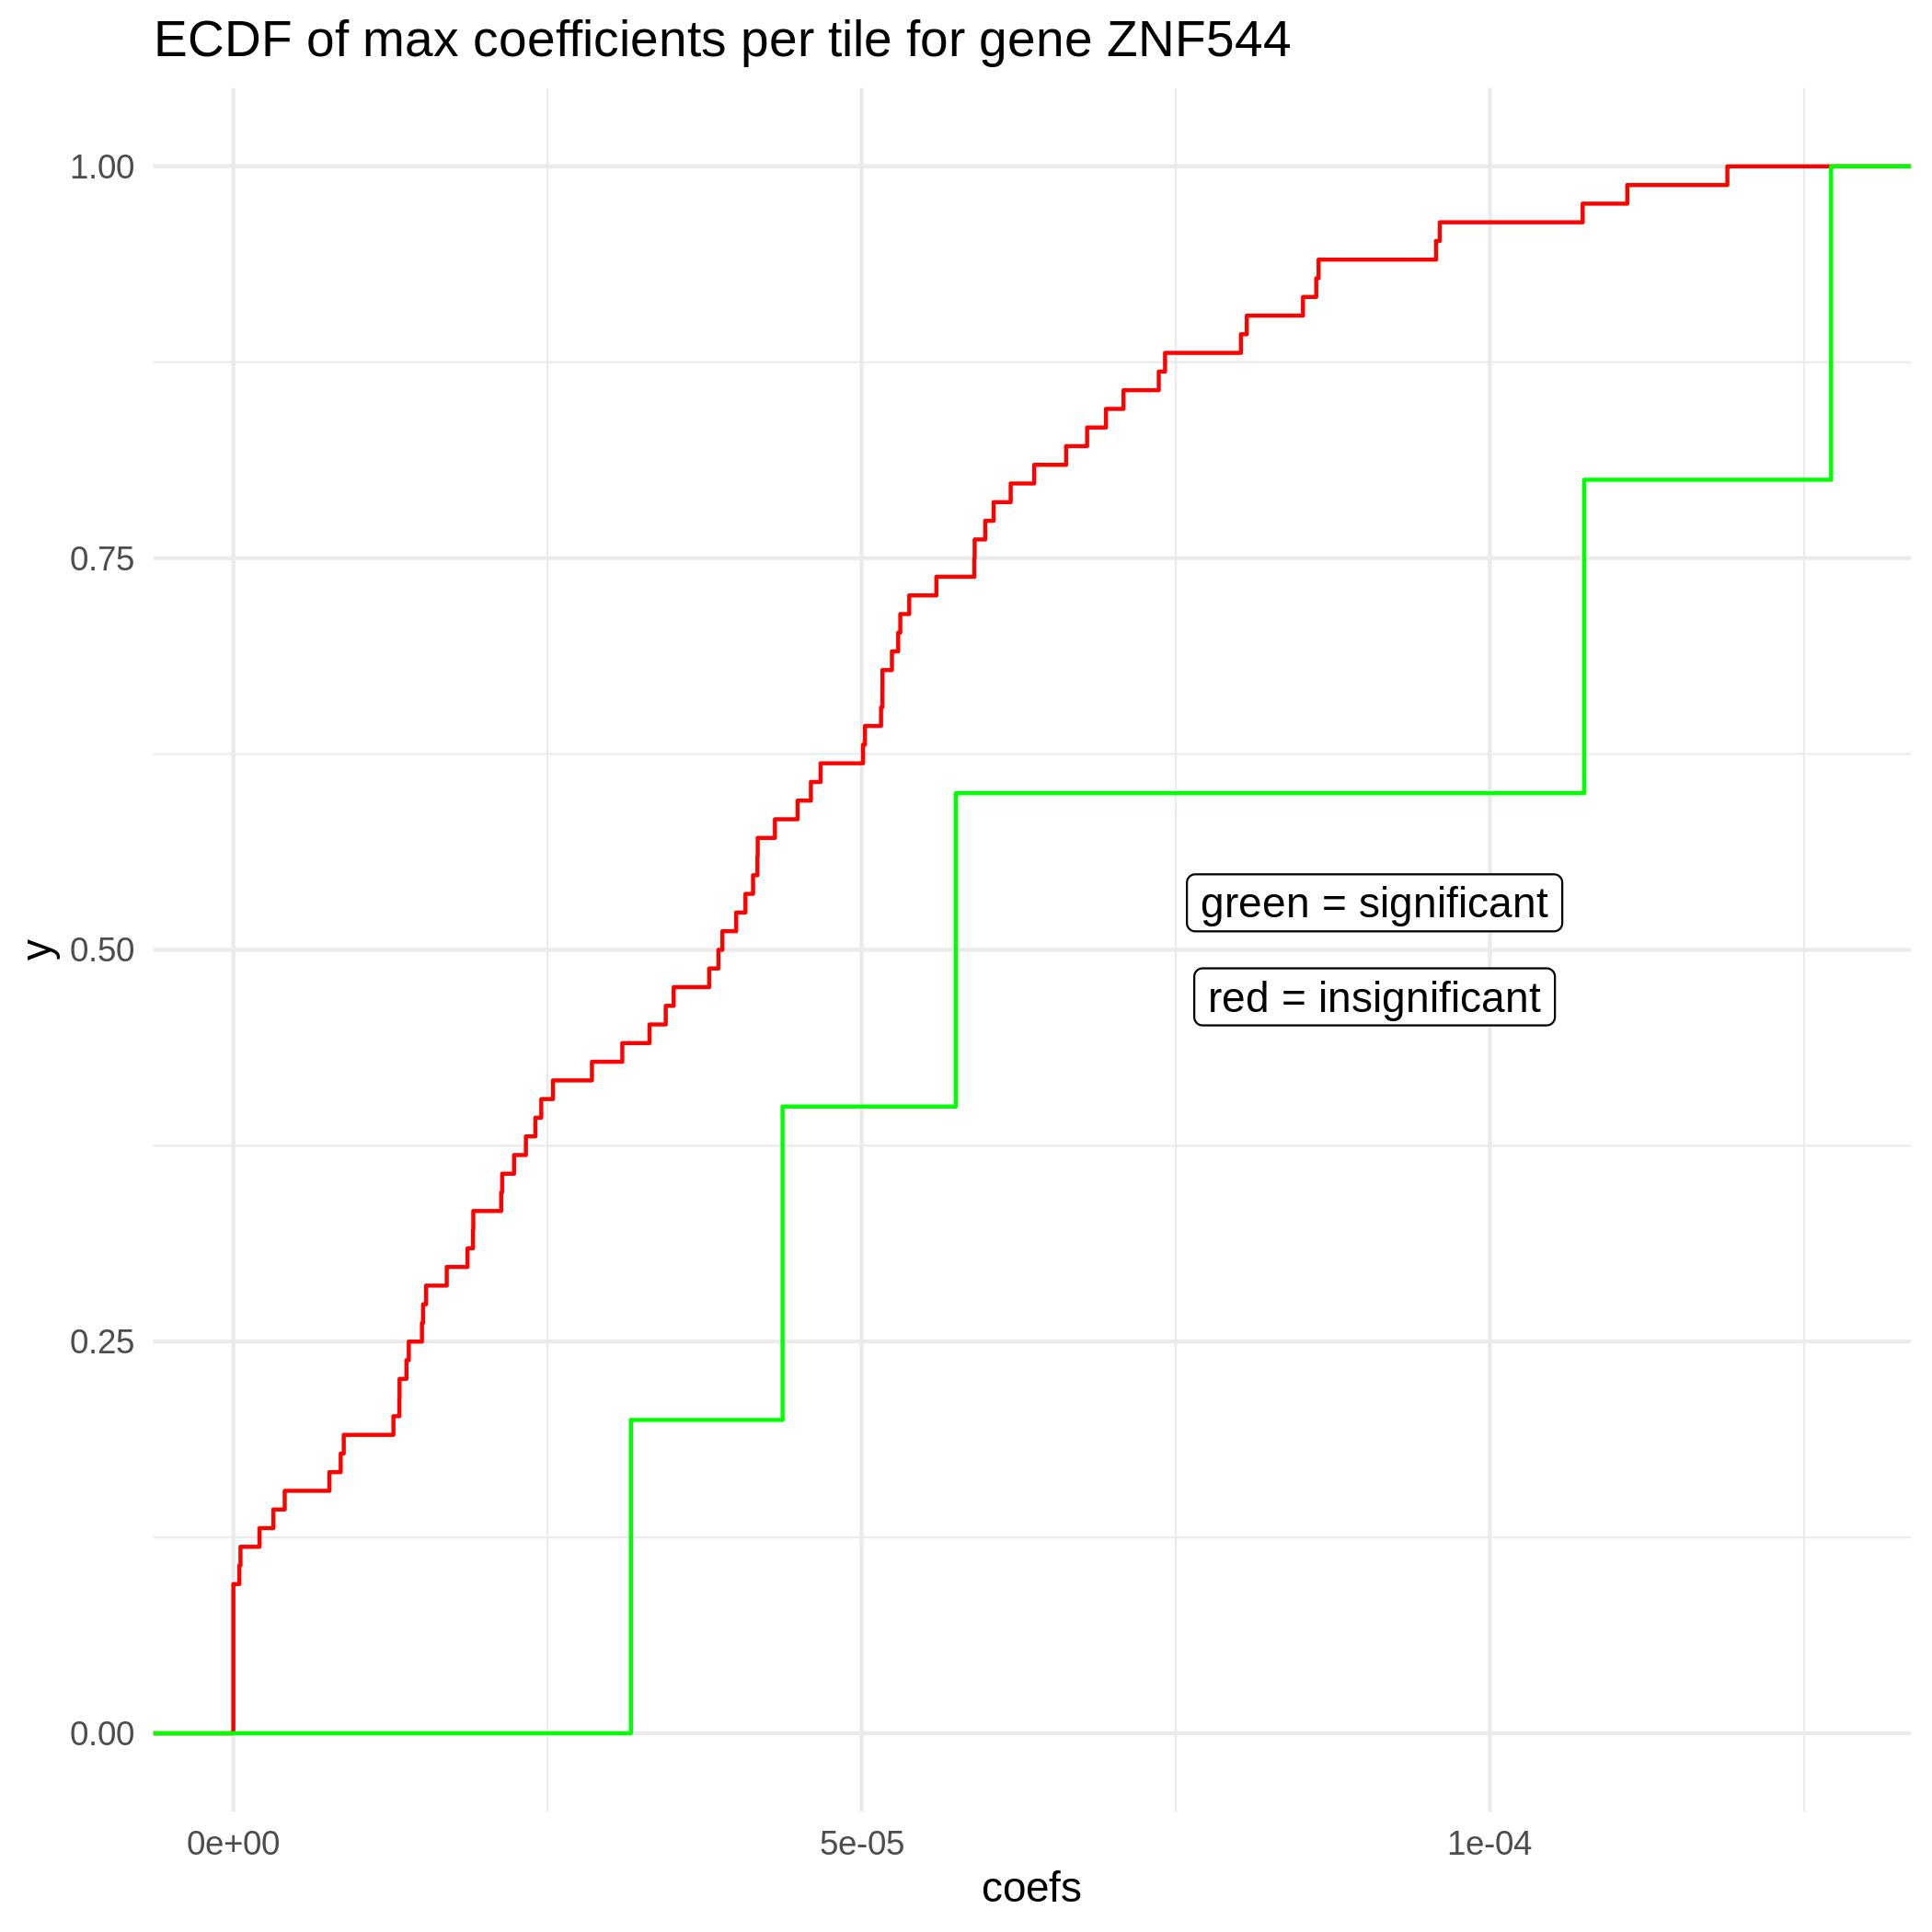 ECDF of max coefficients per tile for gene ZNF544
1.00
0.75
0.50
0.25
0.00
y
green = significant
red = insignificant
0e+00 5e-05 1e-04
coefs